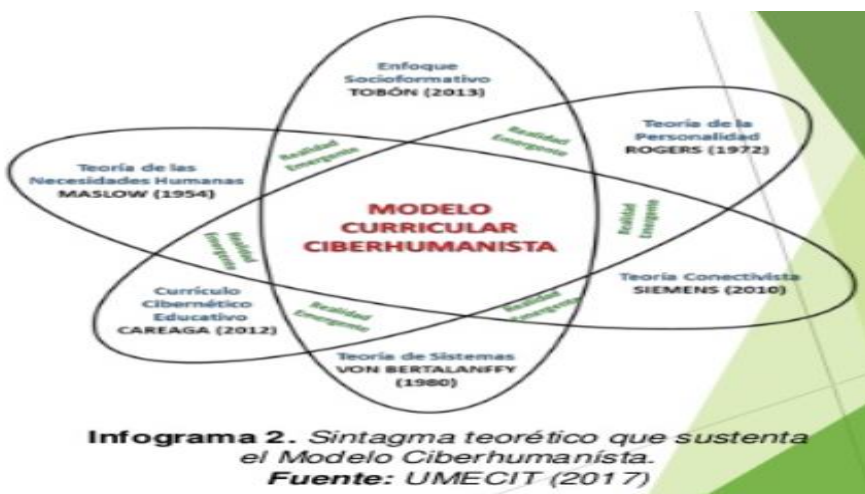 Enfoque
Socioformativo
TOBÓN (2013)
Teoría de la
Personalidad
ROGERS (1972)
Realidad
Emergente
Realidad
Emergente
Teoría de las
Necesidades Humanas
MASLOW (1954)
MODELO
CURRICULAR
CIBERHUMANISTA
Realidad
Emergente
Realidad
Emergente
Teoría Conectivista
SIEMENS (2010)
Currículo
Cibernético
Educativo
CAREAGA (2012)
Realidad
Emergente
Realidad
Emergente
Teoría de Sistemas
VON BERTALANFFY
(1980)
Infograma 2. Sintagma teorético que sustenta
el Modelo Ciberhumanísta.
Fuente: UMECIT (2017)